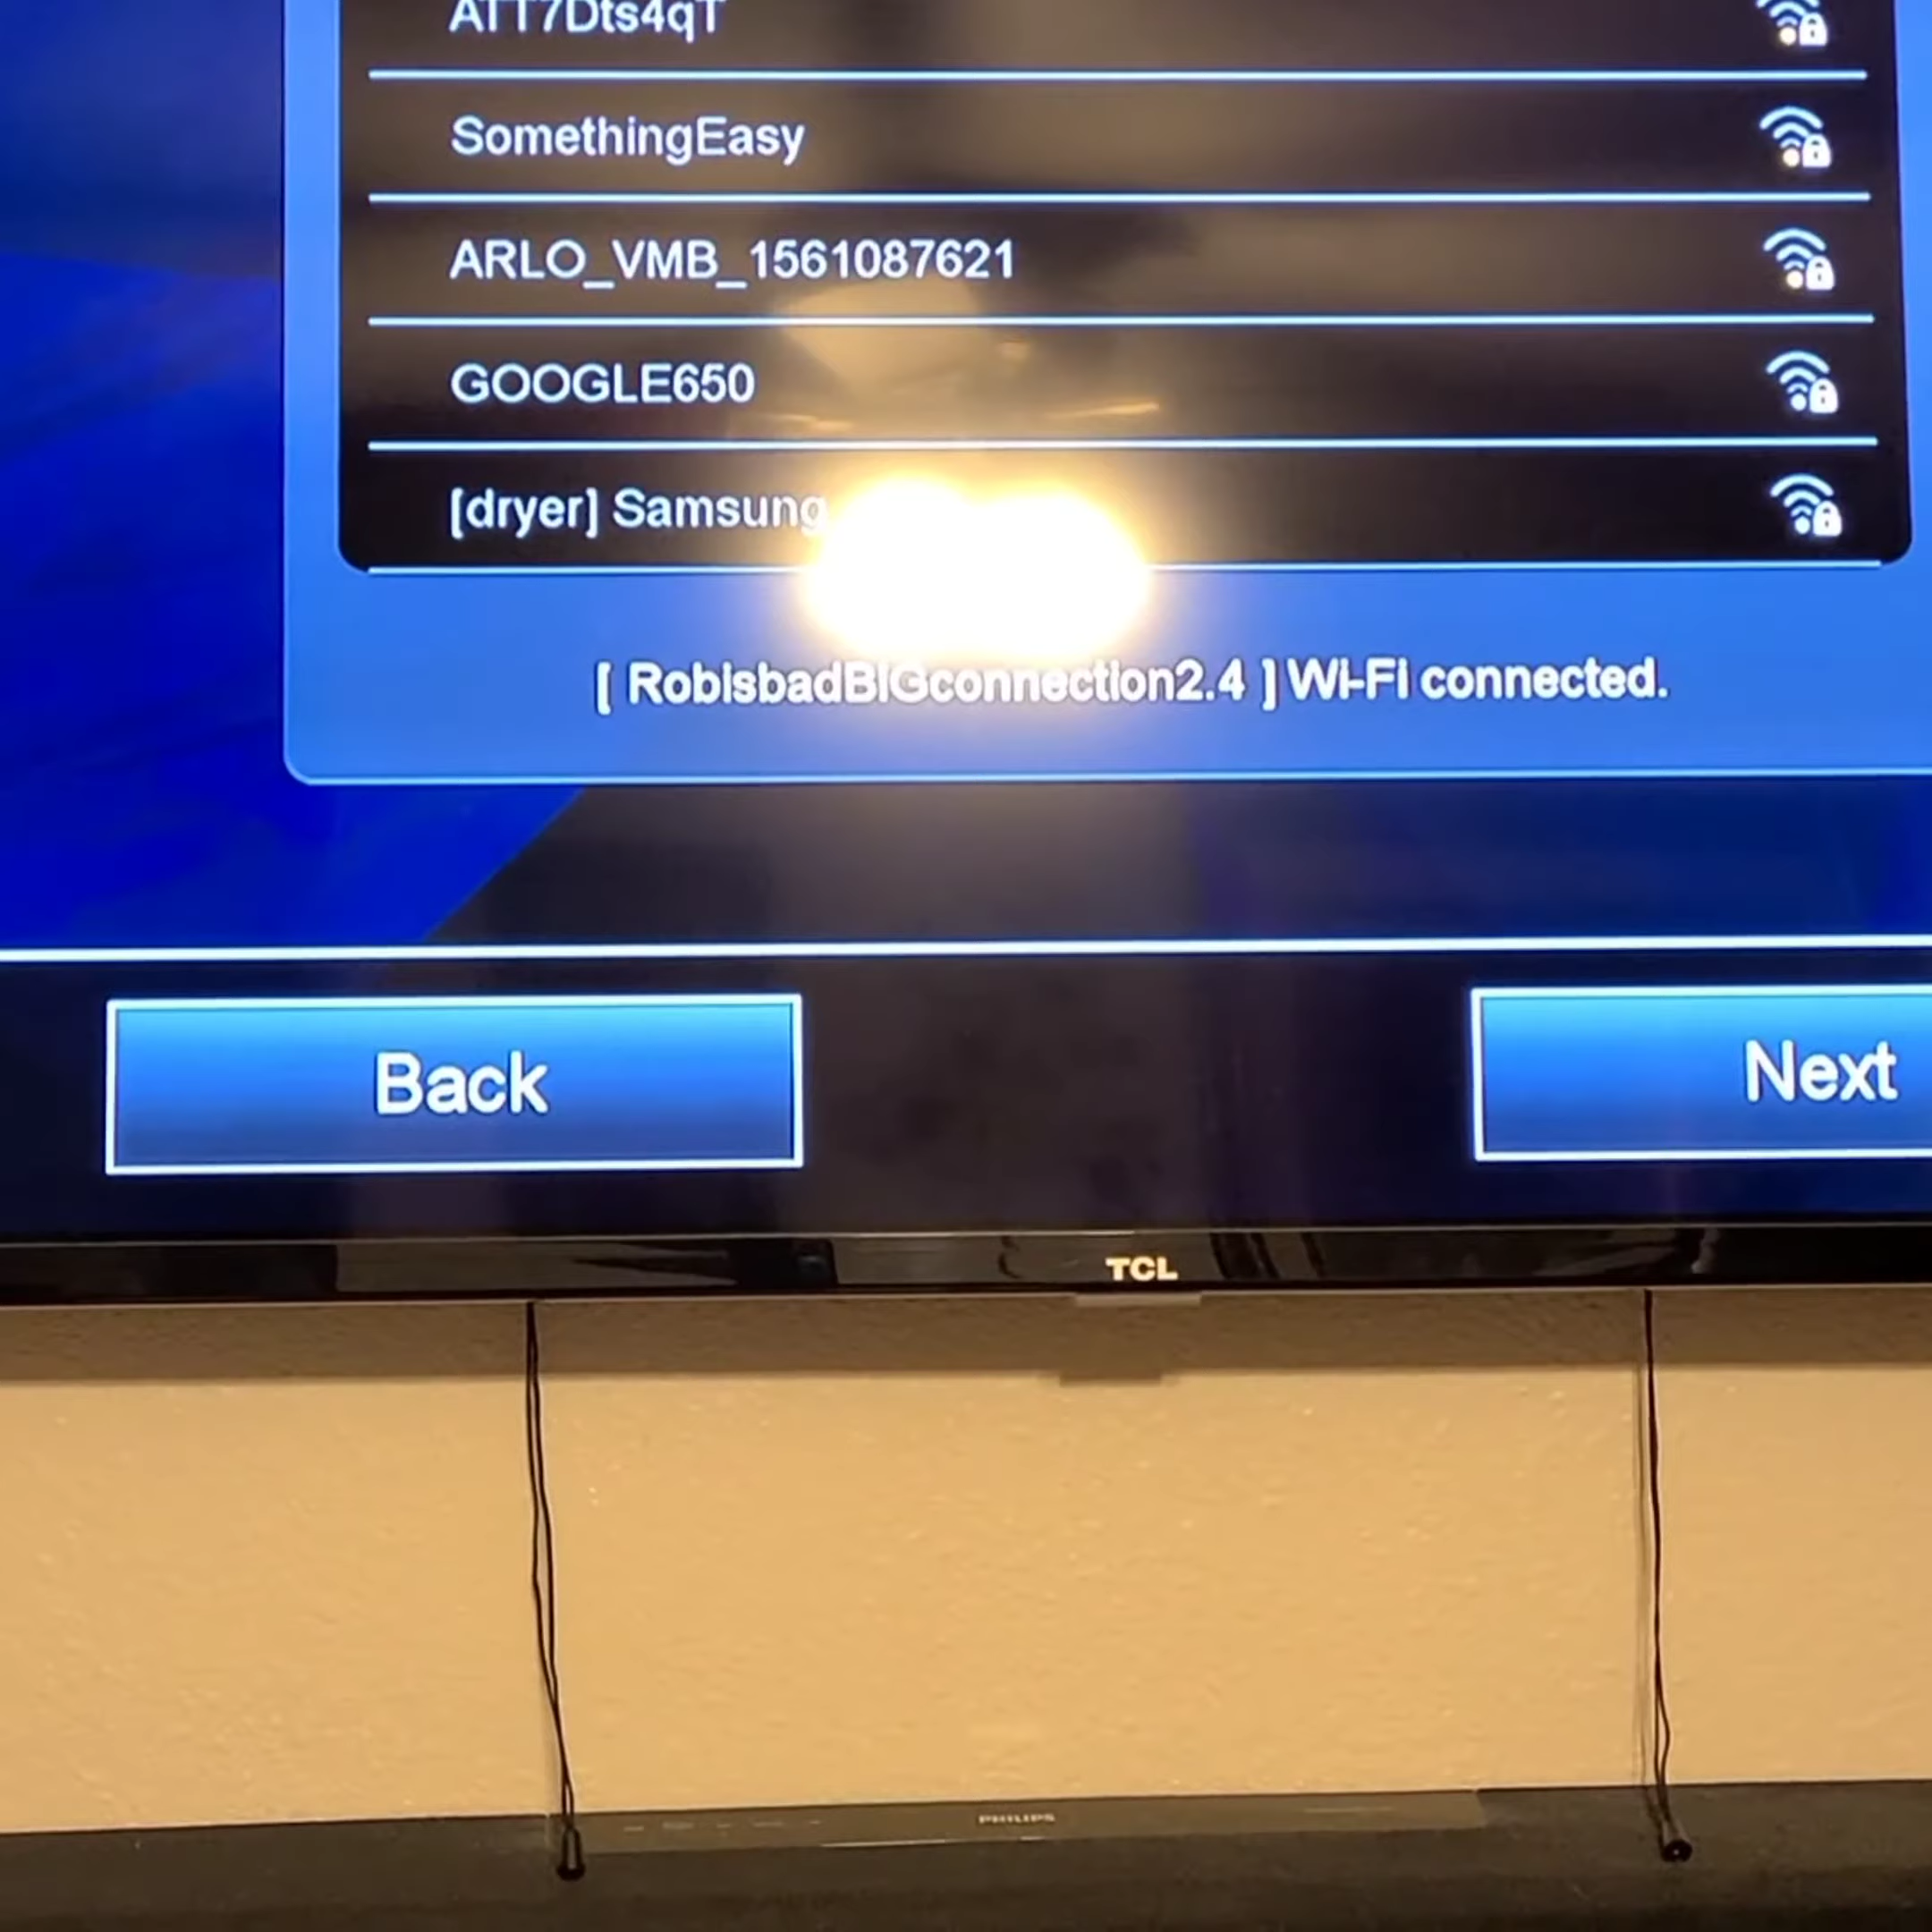 ATT7Dts4qT
SomethingEasy
ARLO_VMB_1561087621
GOOGLE650
[dryer] Samsung
[ RobisbadBIGconnection2.4 ] Wi-Fi connected.
Back
Next
TCL
PHILIPS